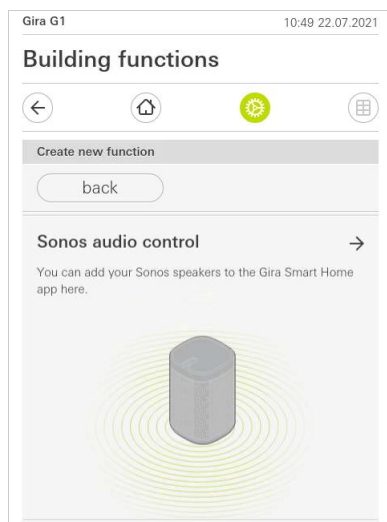 Gira G1 10:49 22.07.2021
Building functions
Create new function
back
Sonos audio control
You can add your Sonos speakers to the Gira Smart Home
app here.